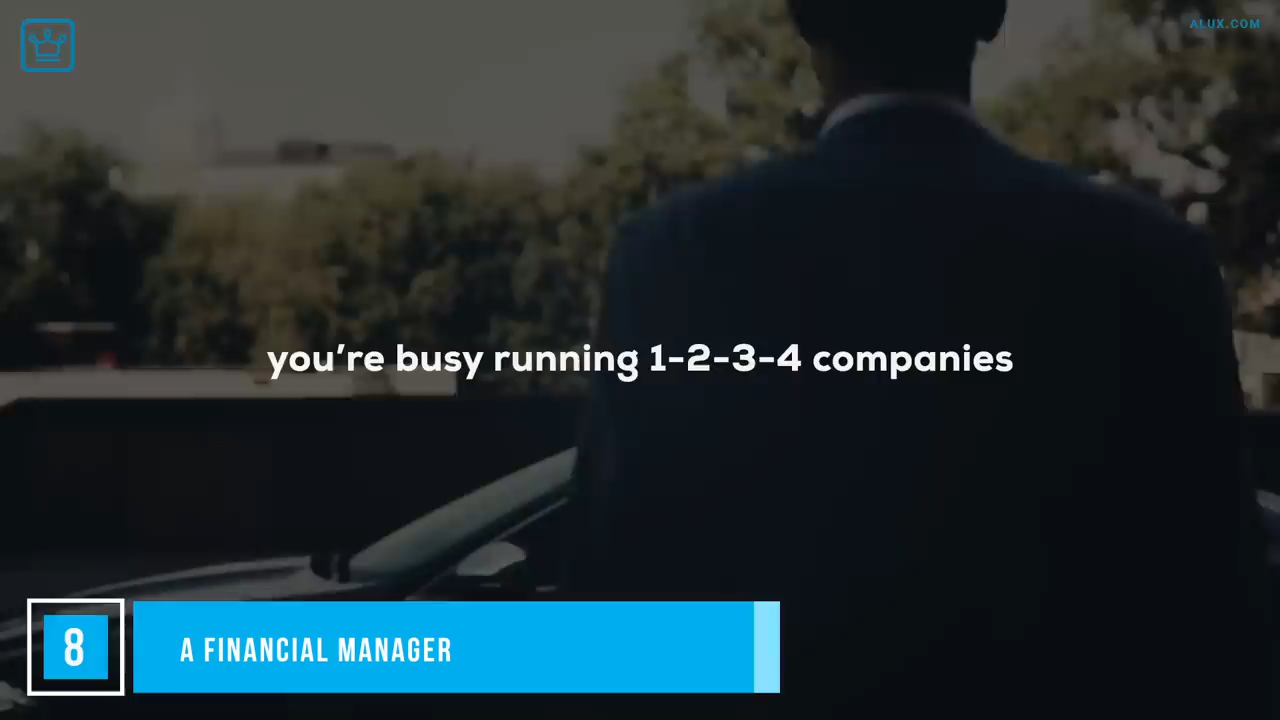 ALUX.COM
you’re busy running 1-2-3-4 companies
8
A FINANCIAL MANAGER